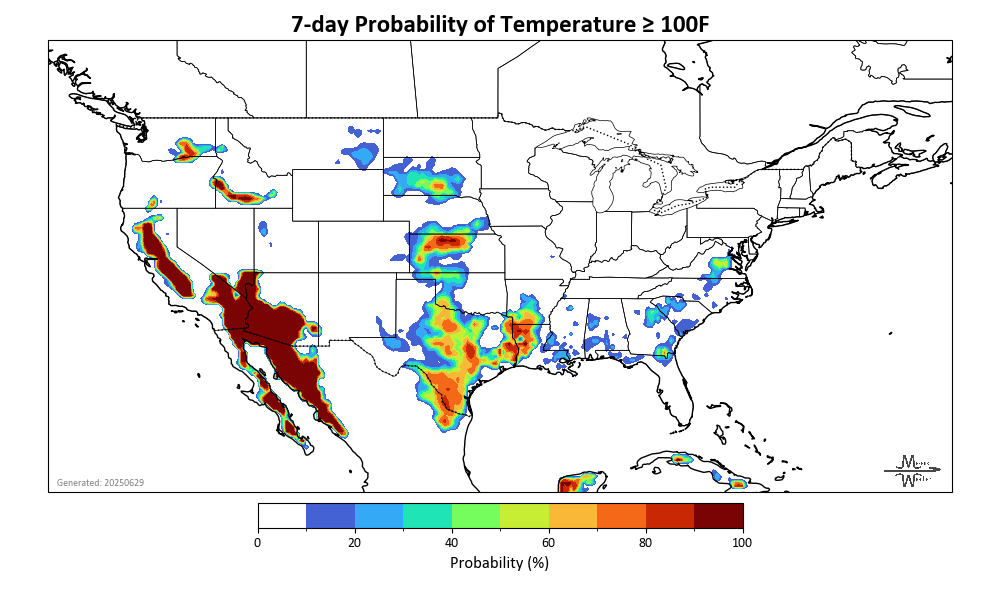 7-day Probability of Temperature ≥ 100F
Generated: 20250629
0 20 40 60 80 100
Probability (%)